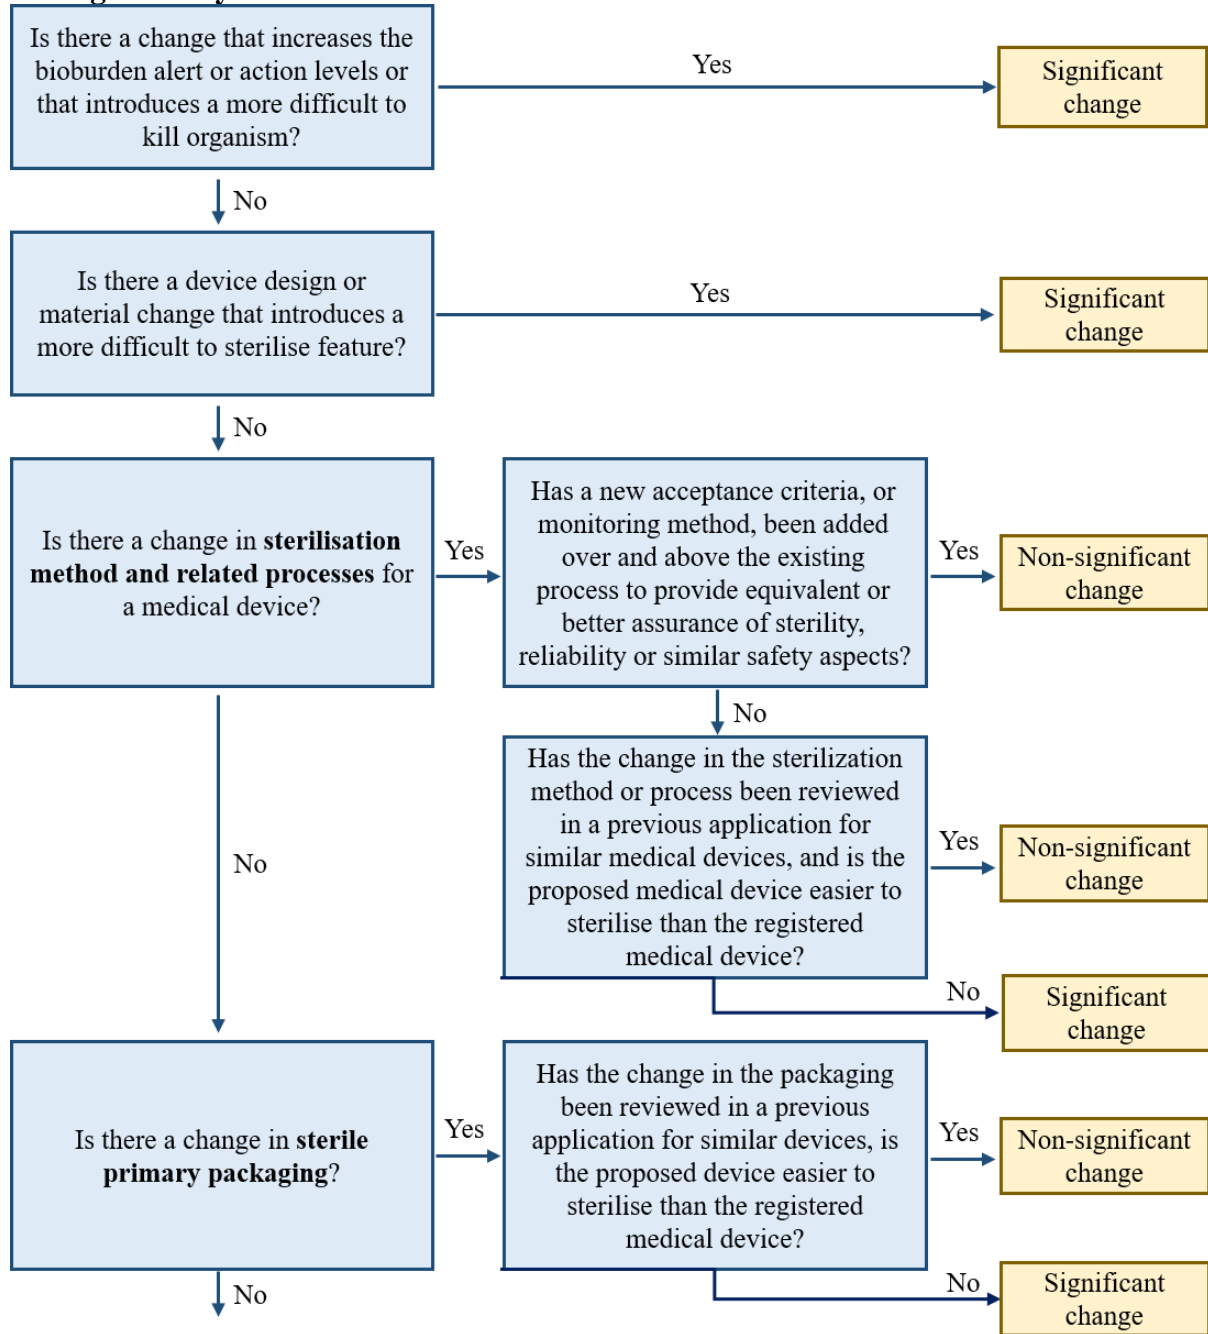 Is there a change that increases the
bioburden alert or action levels or
that introduces a more difficult to
kill organism?
Yes
Significant
change
No
Is there a device design or
material change that introduces a
more difficult to sterilise feature?
Yes
Significant
change
No
Is there a change in sterilisation
method and related processes for
a medical device?
Yes
Has a new acceptance criteria, or
monitoring method, been added
over and above the existing
process to provide equivalent or
better assurance of sterility,
reliability or similar safety aspects?
Yes
Non-significant
change
No
Has the change in the sterilization
method or process been reviewed
in a previous application for
similar medical devices, and is the
proposed medical device easier to
sterilise than the registered
medical device?
Yes
Non-significant
change
No
Significant
change
No
Is there a change in sterile
primary packaging?
Yes
Has the change in the packaging
been reviewed in a previous
application for similar devices, is
the proposed device easier to
sterilise than the registered
medical device?
Yes
Non-significant
change
No
Significant
change
No